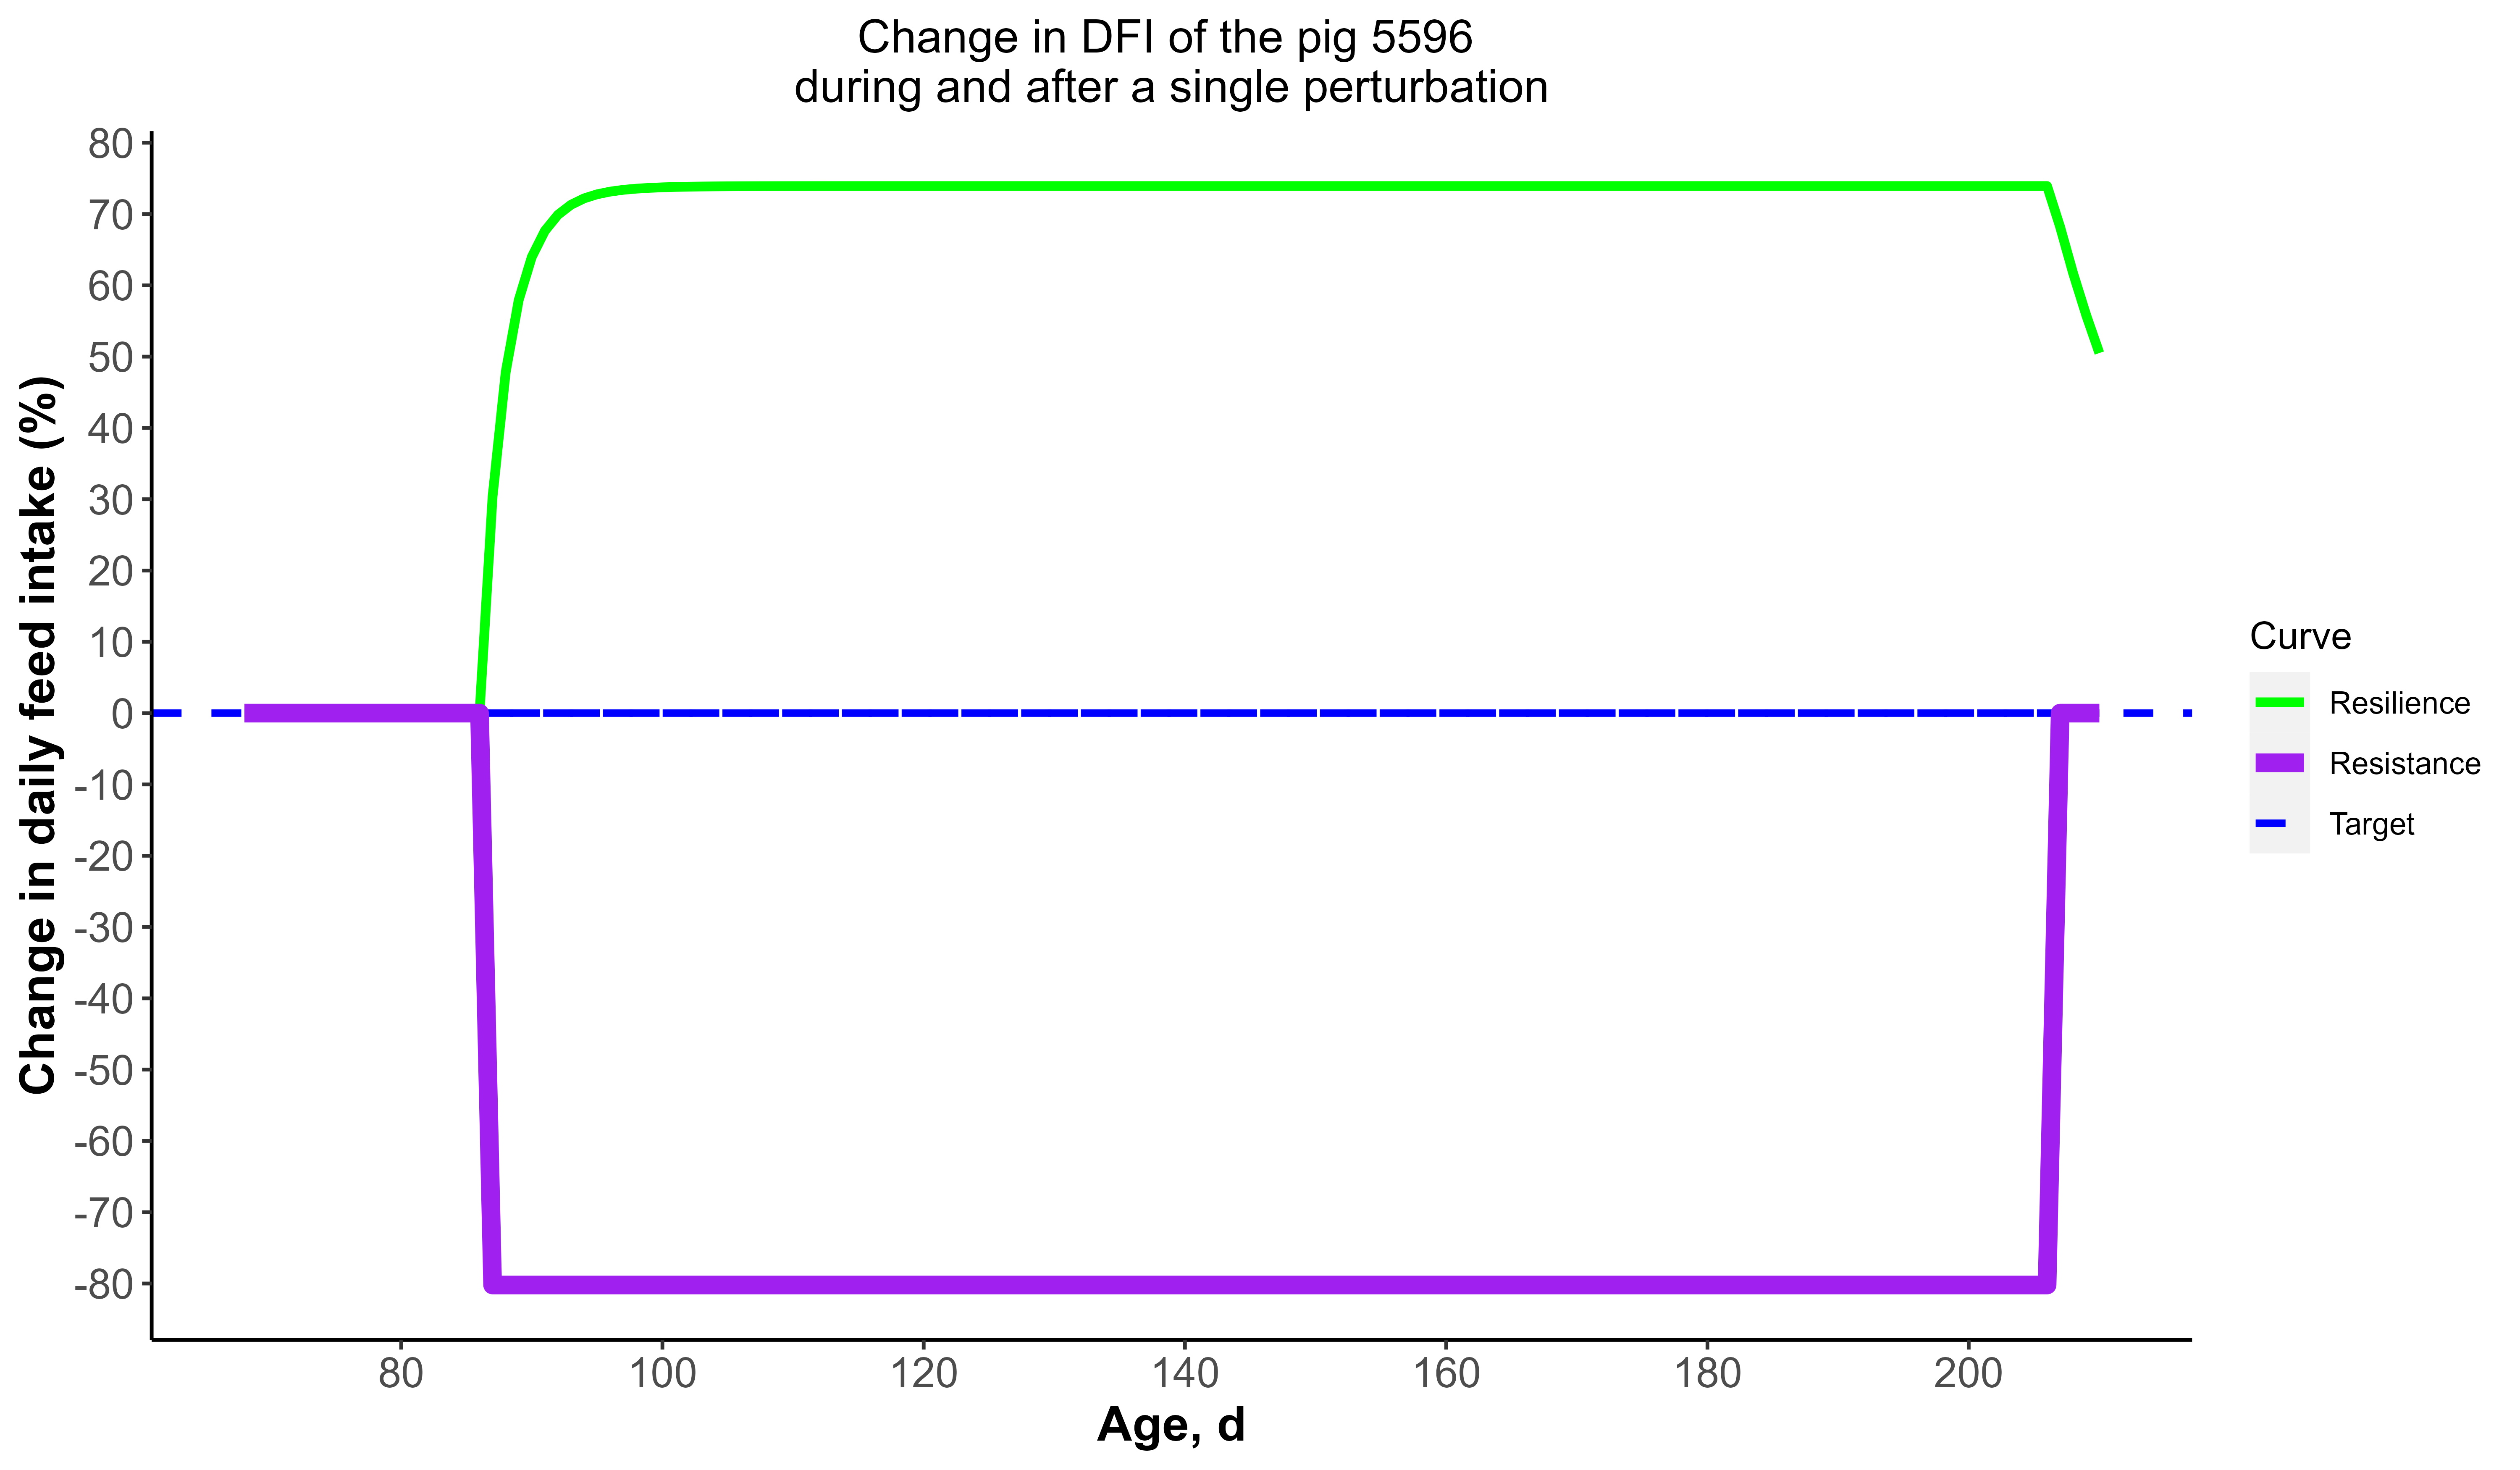 Change in DFI of the pig 5596
during and after a single perturbation
Change in daily feed intake (%)
80
70
60
50
40
30
20
10
0
-10
-20
-30
-40
-50
-60
-70
-80
80 100 120 140 160 180 200
Age, d
Curve
Resilience
Resistance
Target